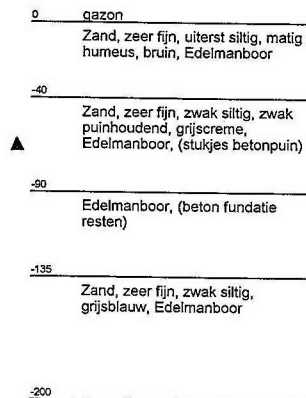 0 gazon
Zand, zeer fijn, uiterst siltig, matig
humeus, bruin, Edelmanboor
-40
Zand, zeer fijn, zwak siltig, zwak
puinhoudend, grijscreme,
Edelmanboor, (stukjes betonpuin)
-90
Edelmanboor, (beton fundatie
resten)
-135
Zand, zeer fijn, zwak siltig,
grijsblauw, Edelmanboor
-200